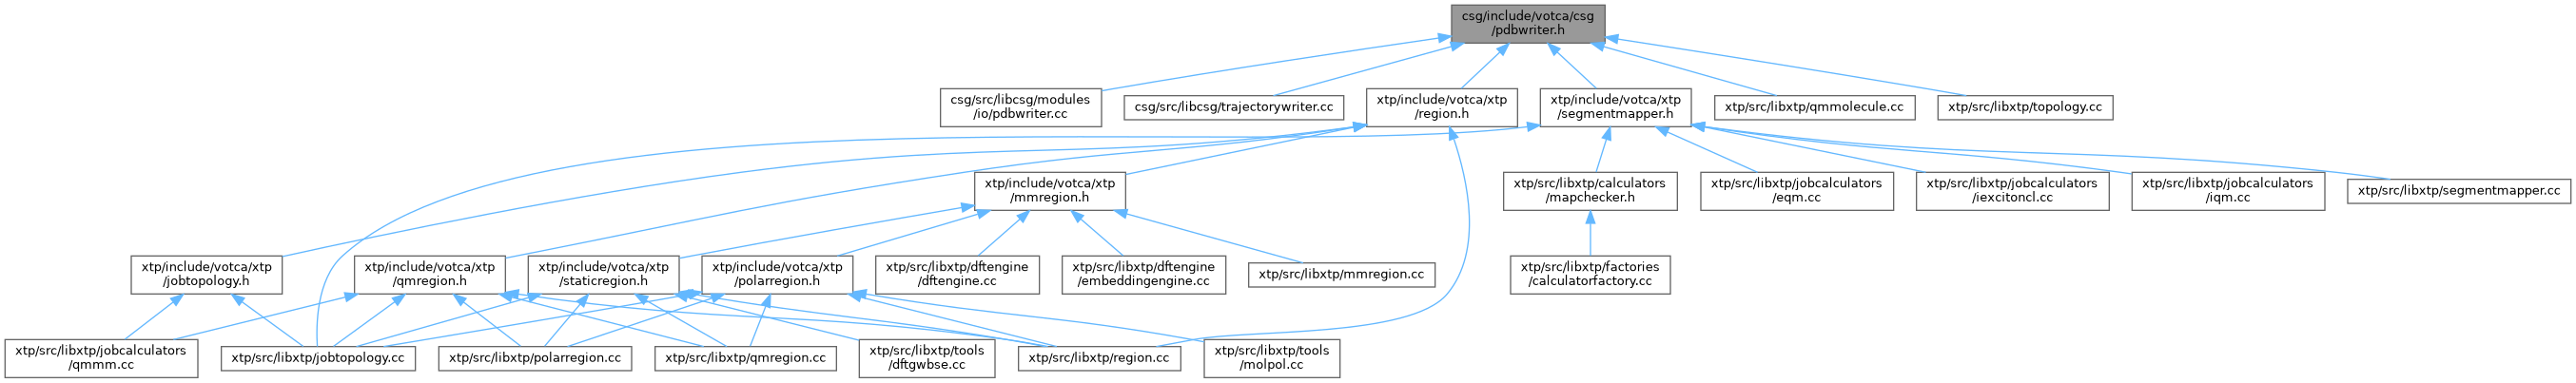 csg/include/votca/csg
/pdbwriter.h
csg/src/libcsg/modules
/io/pdbwriter.cc
csg/src/libcsg/trajectorywriter.cc
xtp/include/votca/xtp
/region.h
xtp/include/votca/xtp
/segmentmapper.h
xtp/src/libxtp/qmmolecule.cc
xtp/src/libxtp/topology.cc
xtp/include/votca/xtp
/mmregion.h
xtp/src/libxtp/calculators
/mapchecker.h
xtp/src/libxtp/jobcalculators
/eqm.cc
xtp/src/libxtp/jobcalculators
/iexcitoncl.cc
xtp/src/libxtp/jobcalculators
/iqm.cc
xtp/src/libxtp/segmentmapper.cc
xtp/include/votca/xtp
/jobtopology.h
xtp/include/votca/xtp
/qmregion.h
xtp/include/votca/xtp
/staticregion.h
xtp/include/votca/xtp
/polarregion.h
xtp/src/libxtp/dftengine
/dftengine.cc
xtp/src/libxtp/dftengine
/embeddingengine.cc
xtp/src/libxtp/mmregion.cc
xtp/src/libxtp/factories
/calculatorfactory.cc
xtp/src/libxtp/jobcalculators
/qmmm.cc
xtp/src/libxtp/jobtopology.cc
xtp/src/libxtp/polarregion.cc
xtp/src/libxtp/qmregion.cc
xtp/src/libxtp/tools
/dftgwbse.cc
xtp/src/libxtp/region.cc
xtp/src/libxtp/tools
/molpol.cc